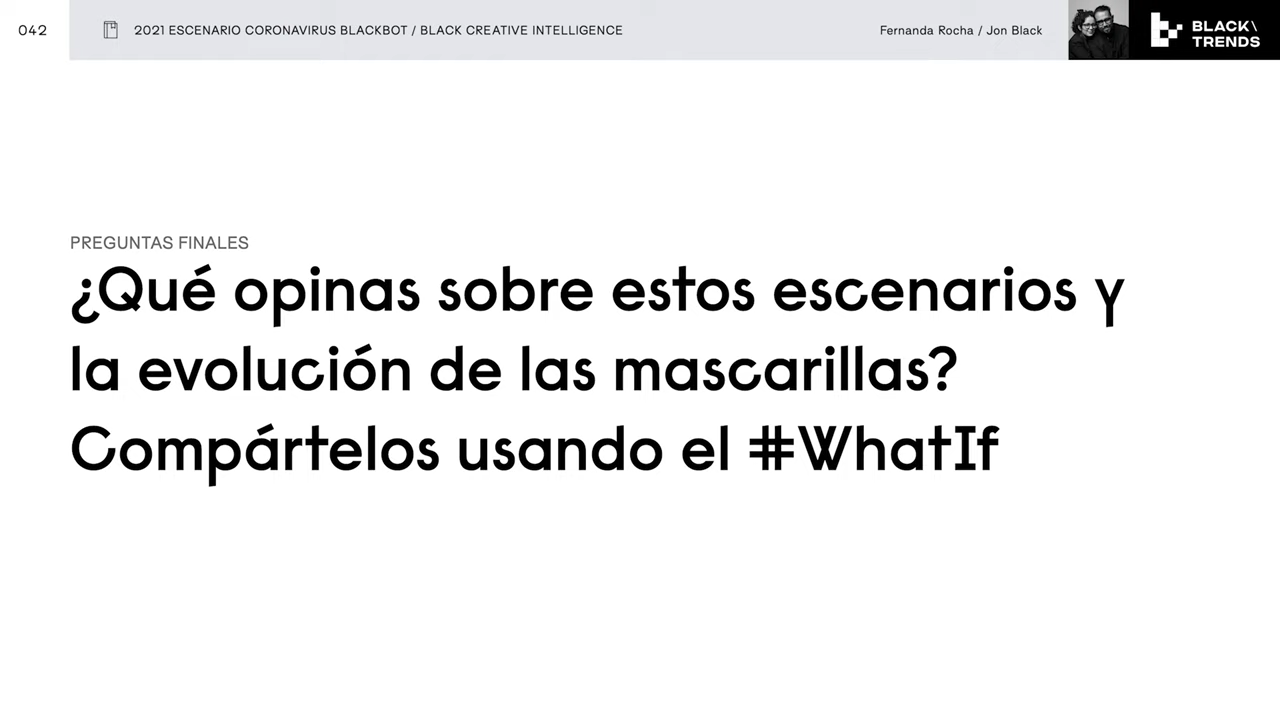 042
2021 ESCENARIO CORONAVIRUS BLACKBOT / BLACK CREATIVE INTELLIGENCE
Fernanda Rocha / Jon Black
BLACK\
TRENDS
PREGUNTAS FINALES
¿Qué opinas sobre estos escenarios y
la evolución de las mascarillas?
Compártelos usando el #WhatIf